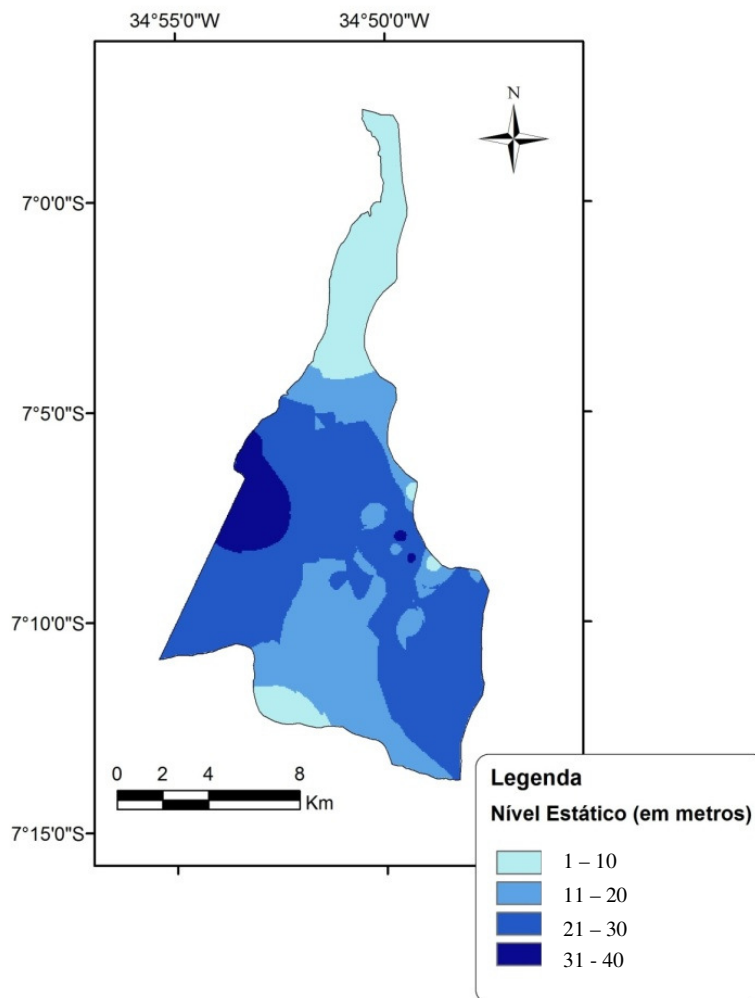 34°55'0"W 34°50'0"W
N
7°0'0"S
7°5'0"S
7°10'0"S
0 2 4 8
Km
7°15'0"S
Legenda
Nível Estático (em metros)
1 – 10
11 – 20
21 – 30
31 - 40